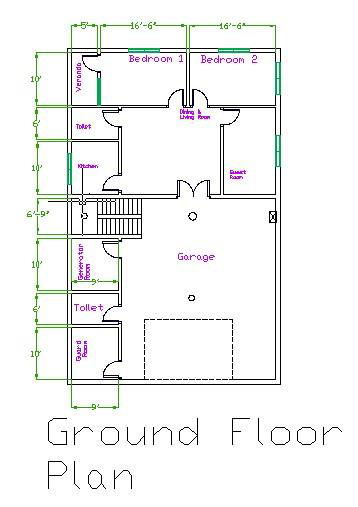 5'
16'-6"
16'-6"
Bedroom 1
Bedroom 2
Veranda
10'
Dining &
Living Room
6'
Toilet
10'
Kitchen
Guest
Room
6'-9"
10'
Generator
Room
9'
Garage
6'
Toilet
10'
Guard
Room
9'
Ground Floor
Plan